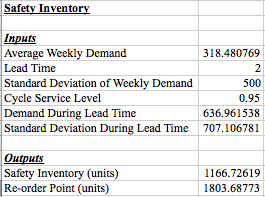 Safety Inventory
Inputs
Average Weekly Demand 318.480769
Lead Time 2
Standard Deviation of Weekly Demand 500
Cycle Service Level 0.95
Demand During Lead Time 636.961538
Standard Deviation During Lead Time 707.106781
Outputs
Safety Inventory (units) 1166.72619
Re-order Point (units) 1803.68773